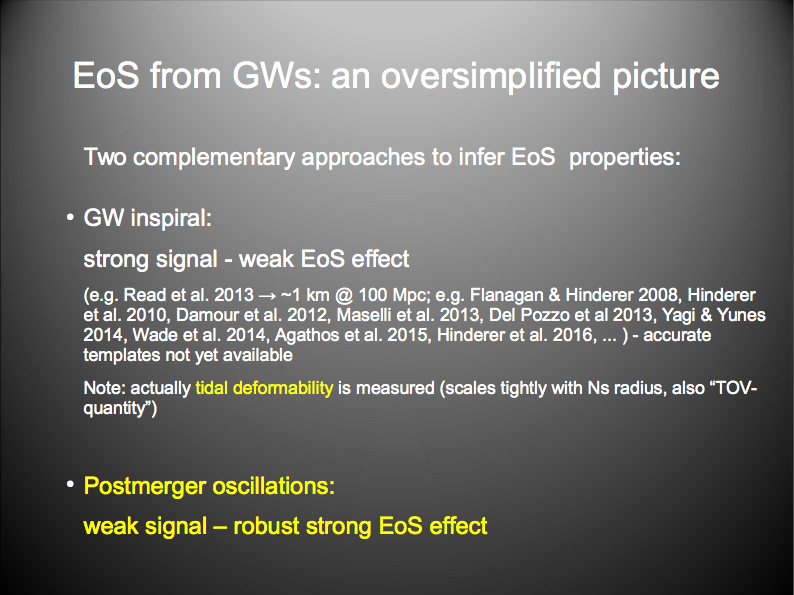 EoS from GWs: an oversimplified picture
Two complementary approaches to infer EoS properties:
• GW inspiral:
strong signal - weak EoS effect
(e.g. Read et al. 2013 → ~1 km @ 100 Mpc; e.g. Flanagan & Hinderer 2008, Hinderer
et al. 2010, Damour et al. 2012, Maselli et al. 2013, Del Pozzo et al 2013, Yagi & Yunes
2014, Wade et al. 2014, Agathos et al. 2015, Hinderer et al. 2016, ... ) - accurate
templates not yet available
Note: actually tidal deformability is measured (scales tightly with Ns radius, also “TOV-
quantity”)
• Postmerger oscillations:
weak signal – robust strong EoS effect